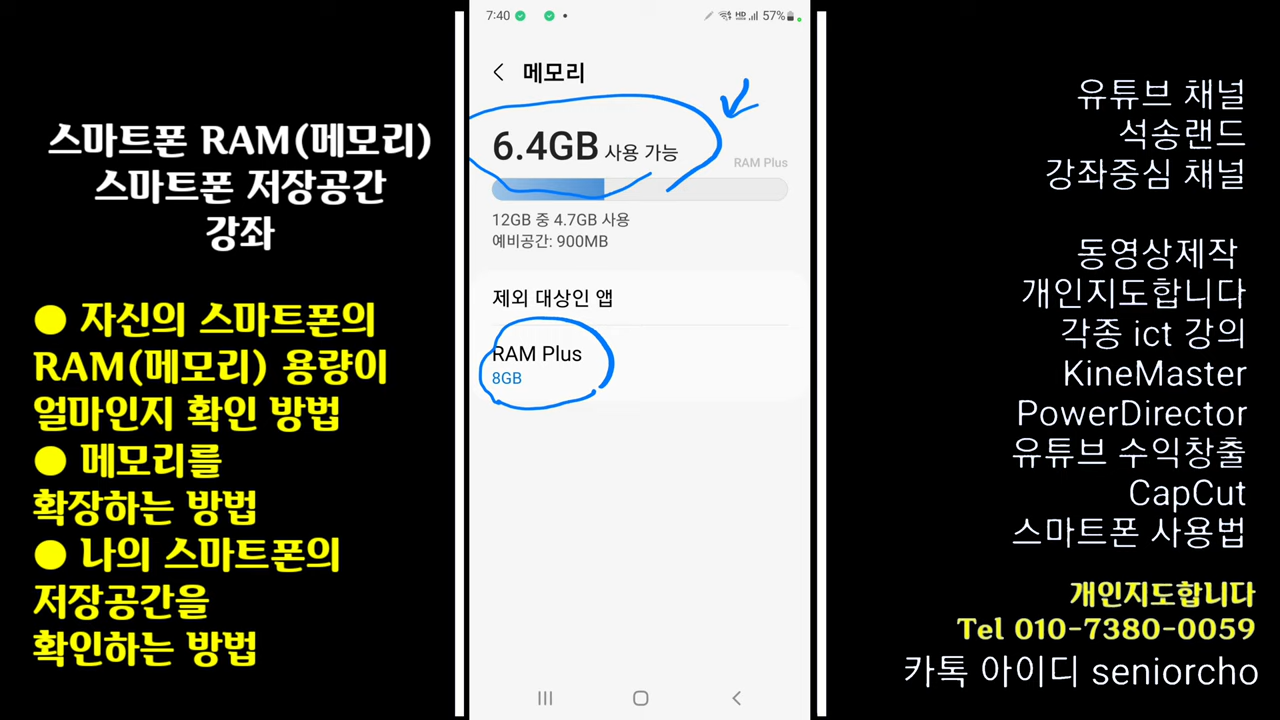 스마트폰 RAM(메모리)
스마트폰 저장공간
강좌
● 자신의 스마트폰의
RAM(메모리) 용량이
얼마인지 확인 방법
● 메모리를
확장하는 방법
● 나의 스마트폰의
저장공간을
확인하는 방법
7:40
HD 57%
메모리
6.4GB 사용 가능
RAM Plus
12GB 중 4.7GB 사용
예비공간: 900MB
제외 대상인 앱
RAM Plus
8GB
유튜브 채널
석송랜드
강좌중심 채널
동영상제작
개인지도합니다
각종 ict 강의
KineMaster
PowerDirector
유튜브 수익창출
CapCut
스마트폰 사용법
개인지도합니다
Tel 010-7380-0059
카톡 아이디 seniorcho